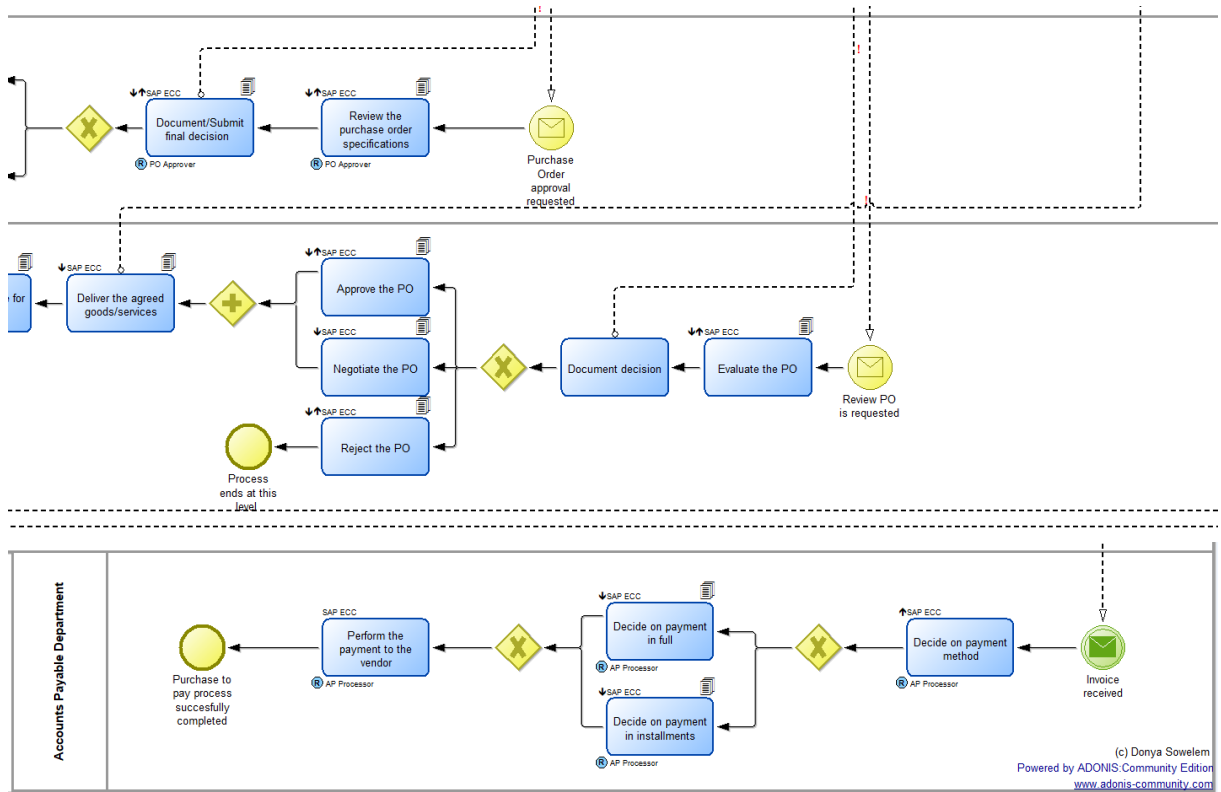 !
!
SAP ECC
SAP ECC
Document/Submit
final decision
Review the
purchase order
specifications
R PO Approver
R PO Approver
Purchase
Order
approval
requested
!
SAP ECC
SAP ECC
e for
Deliver the agreed
goods/services
Approve the PO
SAP ECC
Negotiate the PO
Document decision
SAP ECC
Evaluate the PO
Review PO
is requested
SAP ECC
Reject the PO
Process
ends at this
level
Accounts Payable Department
SAP ECC
Perform the
payment to the
vendor
R AP Processor
Purchase to
pay process
succesfully
completed
SAP ECC
Decide on payment
in full
R AP Processor
SAP ECC
Decide on payment
in installments
R AP Processor
SAP ECC
Decide on payment
method
R AP Processor
Invoice
received
(c) Donya Sowelem
Powered by ADONIS:Community Edition
www.adonis-community.com